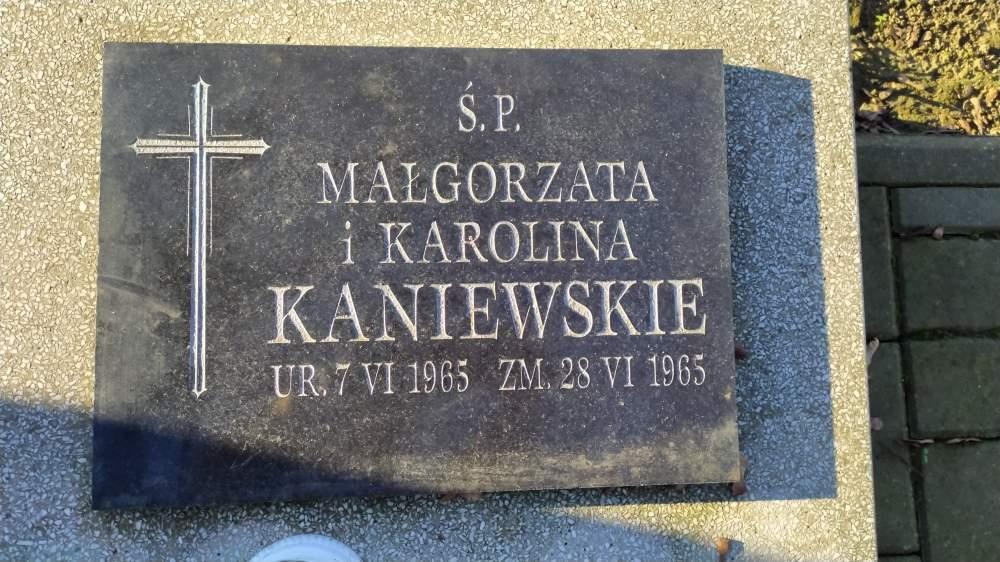 Ś.P.
MAŁGORZATA
i KAROLINA
KANIEWSKIE
UR. 7 VI 1965 ZM. 28 VI 1965